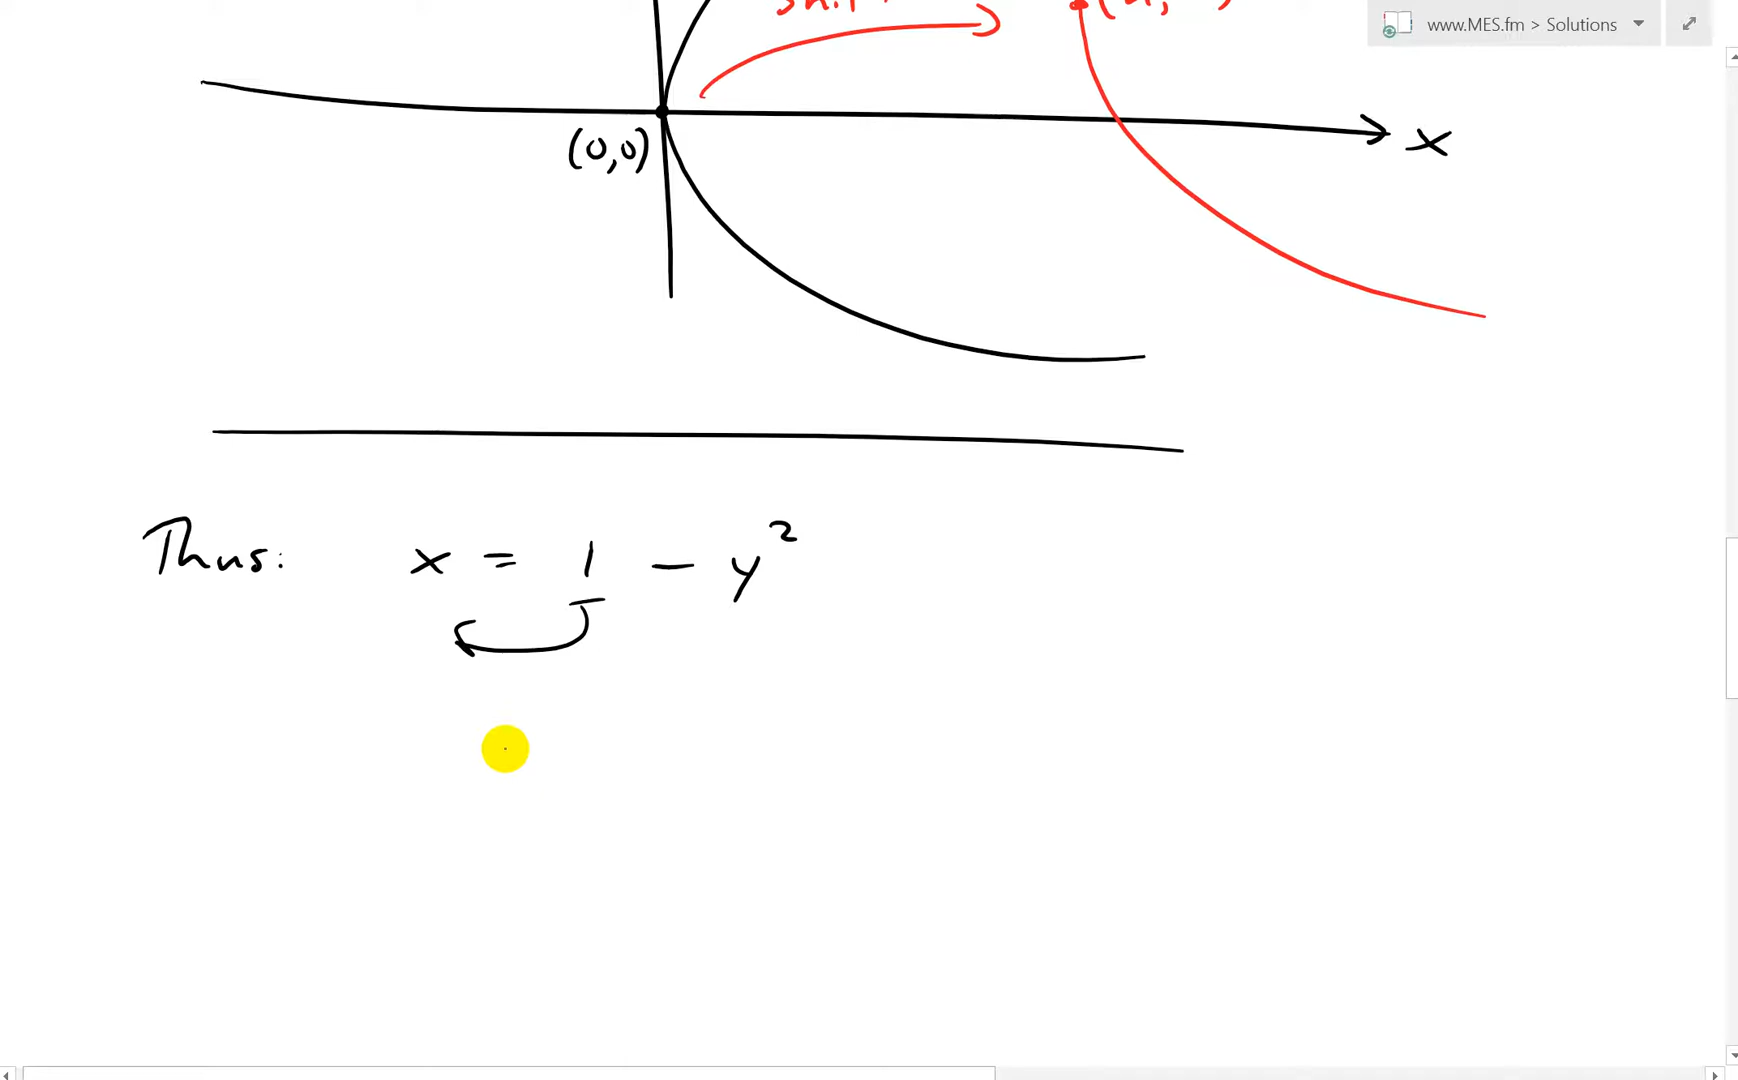 www.MES.fm > Solutions
x
(0,0)
Thus: x = 1 - y²